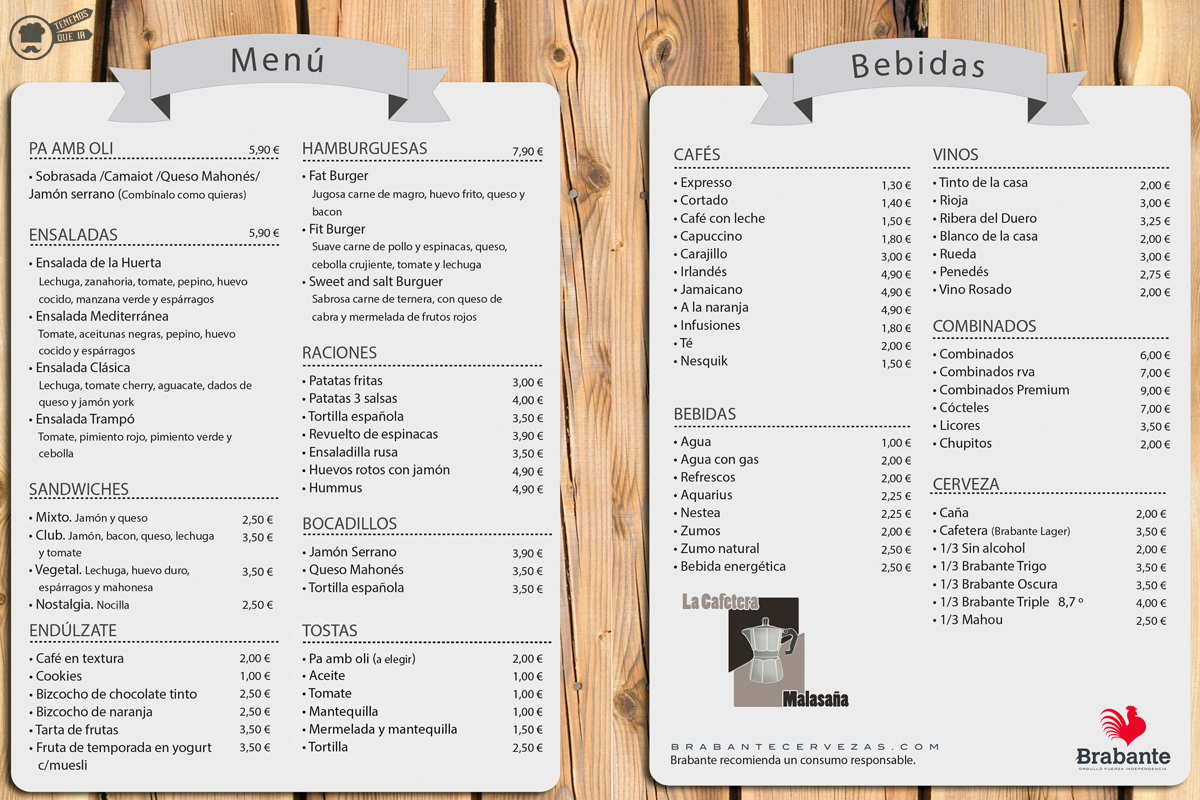 TENEMOS
QUE IR
Menú
PA AMB OLI 5,90 €
• Sobrasada /Camaiot /Queso Mahonés/
Jamón serrano (Combínalo como quieras)
ENSALADAS 5,90 €
• Ensalada de la Huerta
Lechuga, zanahoria, tomate, pepino, huevo
cocido, manzana verde y espárragos
• Ensalada Mediterránea
Tomate, aceitunas negras, pepino, huevo
cocido y espárragos
• Ensalada Clásica
Lechuga, tomate cherry, aguacate, dados de
queso y jamón york
• Ensalada Trampó
Tomate, pimiento rojo, pimiento verde y
cebolla
SANDWICHES
• Mixto. Jamón y queso 2,50 €
• Club. Jamón, bacon, queso, lechuga 3,50 €
y tomate
• Vegetal. Lechuga, huevo duro, 3,50 €
espárragos y mahonesa
• Nostalgia. Nocilla 2,50 €
ENDÚLZATE
• Café en textura 2,00 €
• Cookies 1,00 €
• Bizcocho de chocolate tinto 2,50 €
• Bizcocho de naranja 2,50 €
• Tarta de frutas 3,50 €
• Fruta de temporada en yogurt 3,50 €
c/muesli
HAMBURGUESAS 7,90 €
• Fat Burger
Jugosa carne de magro, huevo frito, queso y
bacon
• Fit Burger
Suave carne de pollo y espinacas, queso,
cebolla crujiente, tomate y lechuga
• Sweet and salt Burguer
Sabrosa carne de ternera, con queso de
cabra y mermelada de frutos rojos
RACIONES
• Patatas fritas 3,00 €
• Patatas 3 salsas 4,00 €
• Tortilla española 3,50 €
• Revuelto de espinacas 3,90 €
• Ensaladilla rusa 3,50 €
• Huevos rotos con jamón 4,90 €
• Hummus 4,90 €
BOCADILLOS
• Jamón Serrano 3,90 €
• Queso Mahonés 3,50 €
• Tortilla española 3,50 €
TOSTAS
• Pa amb oli (a elegir) 2,00 €
• Aceite 1,00 €
• Tomate 1,00 €
• Mantequilla 1,00 €
• Mermelada y mantequilla 1,50 €
• Tortilla 2,50 €
Bebidas
CAFÉS
• Expresso 1,30 €
• Cortado 1,40 €
• Café con leche 1,50 €
• Capuccino 1,80 €
• Carajillo 3,00 €
• Irlandés 4,90 €
• Jamaicano 4,90 €
• A la naranja 4,90 €
• Infusiones 1,80 €
• Té 2,00 €
• Nesquik 1,50 €
BEBIDAS
• Agua 1,00 €
• Agua con gas 2,00 €
• Refrescos 2,00 €
• Aquarius 2,25 €
• Nestea 2,25 €
• Zumos 2,00 €
• Zumo natural 2,50 €
• Bebida energética 2,50 €
La Cafetera
Malasaña
BRABANTECERVEZAS.COM
Brabante recomienda un consumo responsable.
VINOS
• Tinto de la casa 2,00 €
• Rioja 3,00 €
• Ribera del Duero 3,25 €
• Blanco de la casa 2,00 €
• Rueda 3,00 €
• Penedés 2,75 €
• Vino Rosado 2,00 €
COMBINADOS
• Combinados 6,00 €
• Combinados rva 7,00 €
• Combinados Premium 9,00 €
• Cócteles 7,00 €
• Licores 3,50 €
• Chupitos 2,00 €
CERVEZA
• Caña 2,00 €
• Cafetera (Brabante Lager) 3,50 €
• 1/3 Sin alcohol 2,00 €
• 1/3 Brabante Trigo 3,50 €
• 1/3 Brabante Oscura 3,50 €
• 1/3 Brabante Triple 8,7 º 4,00 €
• 1/3 Mahou 2,50 €
Brabante
ORGULLO FUERZA INDEPENDENCIA